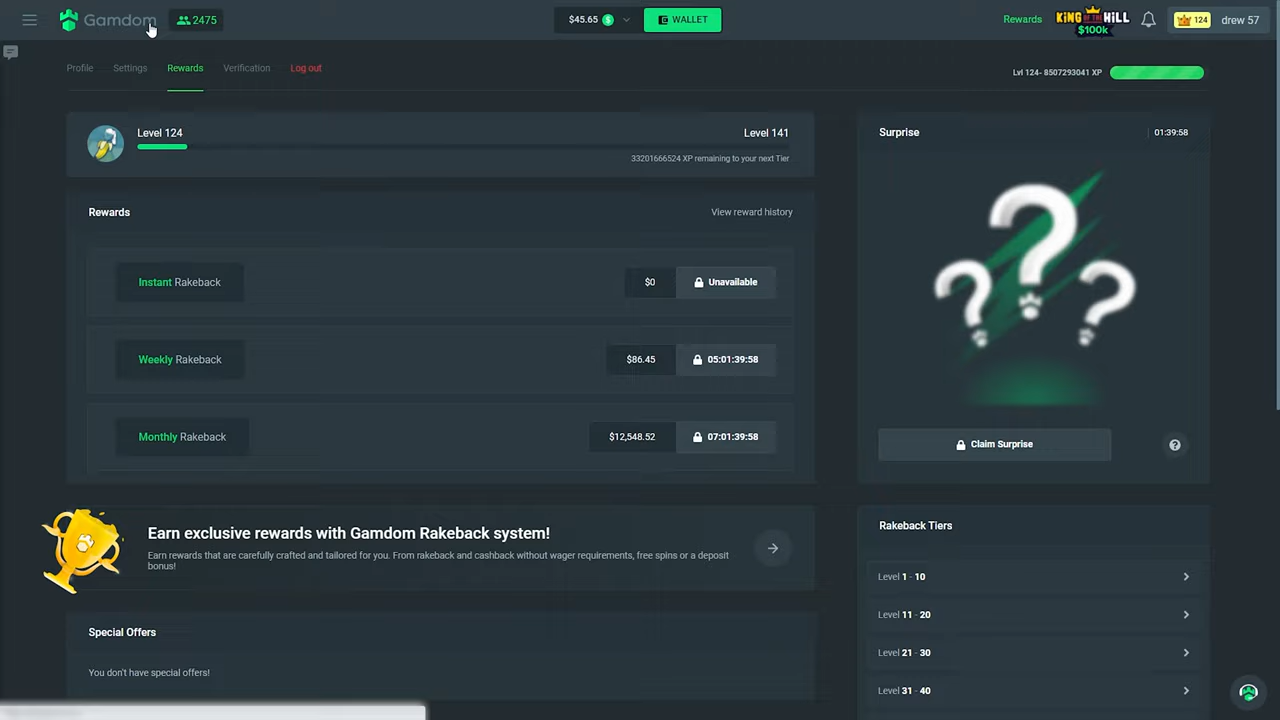 Gamdom
2475
$45.65
WALLET
Rewards
KING OF THE HILL
$100k
124
drew 57
Profile
Settings
Rewards
Verification
Log out
Lvl 124- 8507293041 XP
Level 124
Level 141
33201666524 XP remaining to your next Tier
Surprise
01:39:58
Rewards
View reward history
Instant Rakeback
$0
Unavailable
Weekly Rakeback
$86.45
05:01:39:58
Monthly Rakeback
$12,548.52
07:01:39:58
Claim Surprise
Earn exclusive rewards with Gamdom Rakeback system!
Earn rewards that are carefully crafted and tailored for you. From rakeback and cashback without wager requirements, free spins or a deposit
bonus!
Rakeback Tiers
Level 1 - 10
Level 11 - 20
Level 21 - 30
Level 31 - 40
Special Offers
You don't have special offers!